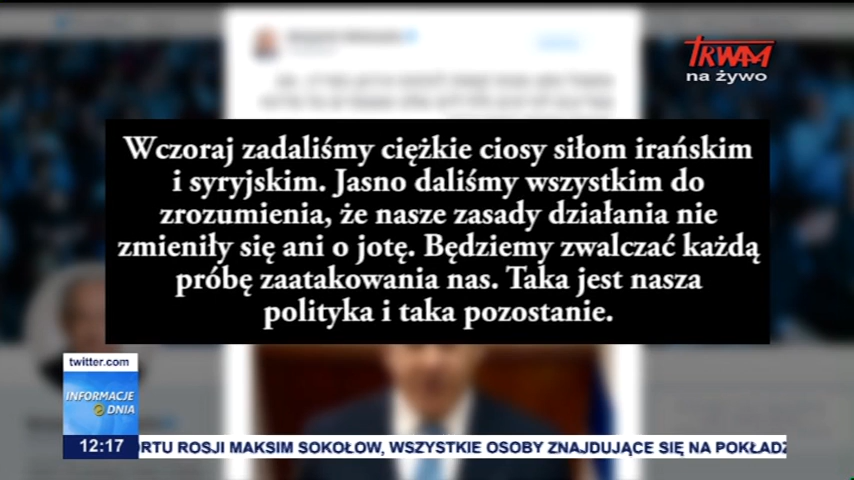 TRWAM
na żywo
Wczoraj zadaliśmy ciężkie ciosy siłom irańskim
i syryjskim. Jasno daliśmy wszystkim do
zrozumienia, że nasze zasady działania nie
zmieniły się ani o jotę. Będziemy zwalczać każdą
próbę zaatakowania nas. Taka jest nasza
polityka i taka pozostanie.
twitter.com
INFORMACJE
DNIA
12:17 ORTU ROSJI MAKSIM SOKOŁOW, WSZYSTKIE OSOBY ZNAJDUJĄCE SIĘ NA POKŁADZ